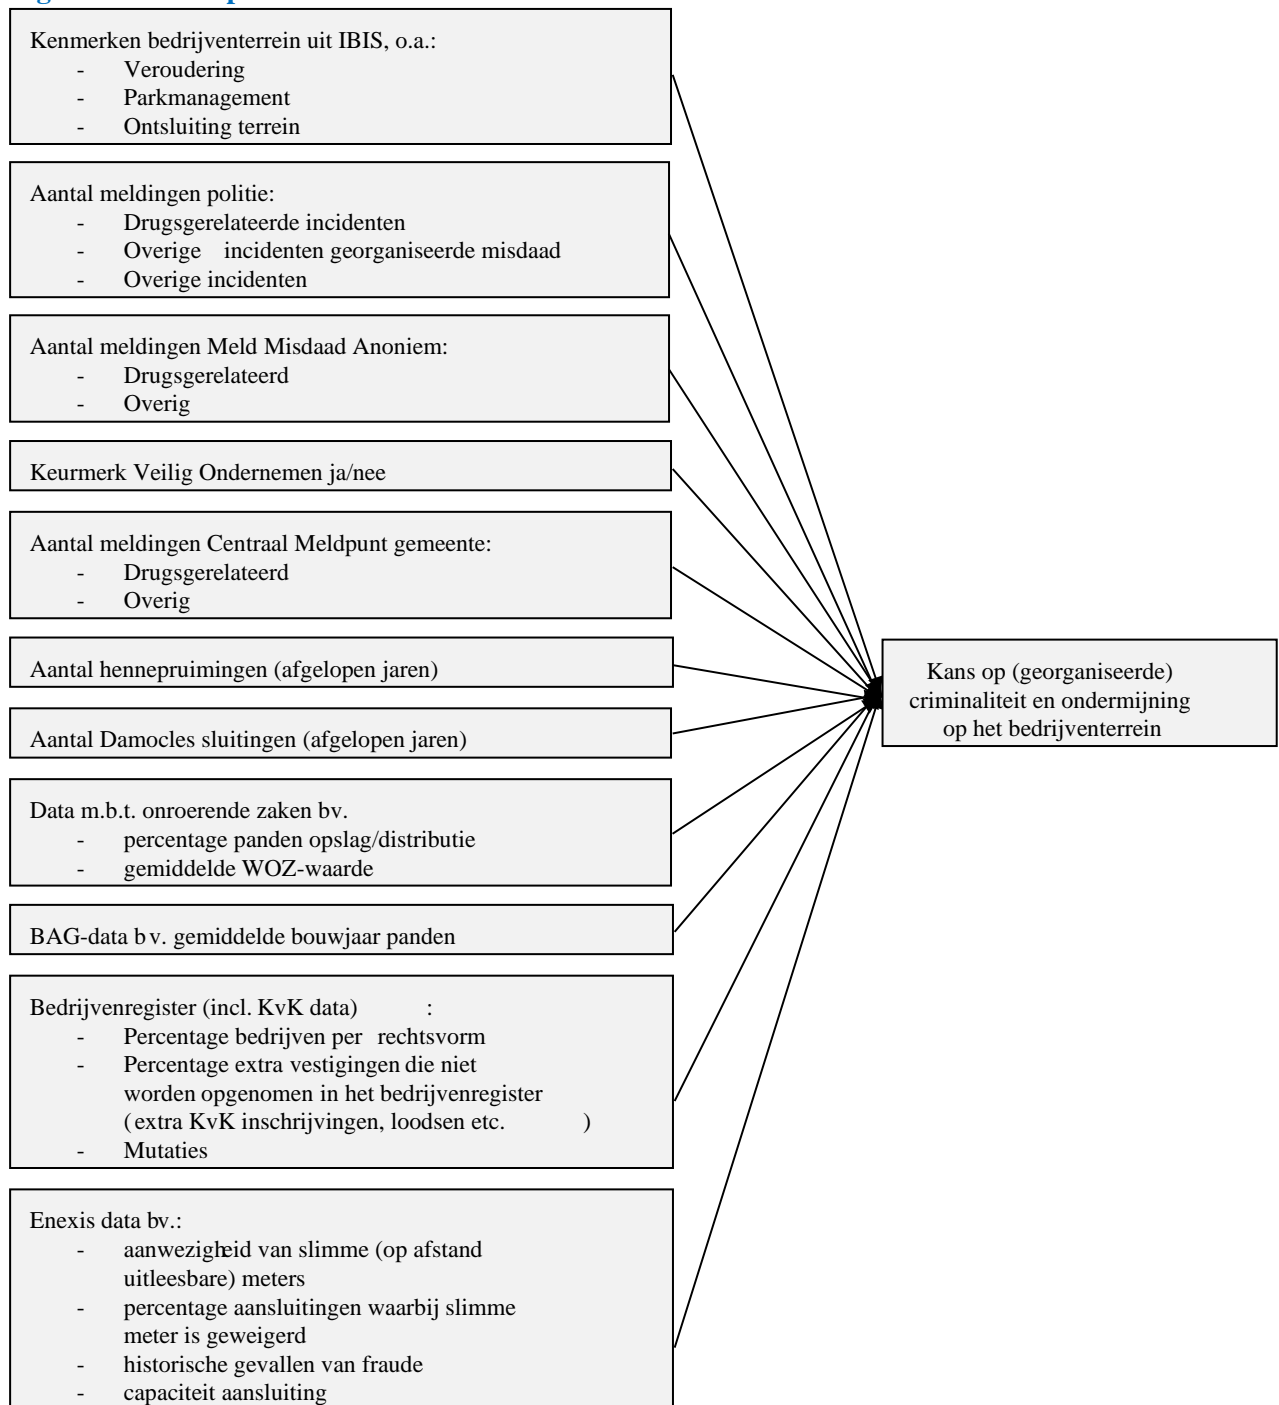 Kenmerken bedrijventerrein uit IBIS, o.a.:
- Veroudering
- Parkmanagement
- Ontsluiting terrein
Aantal meldingen politie:
- Drugsgerelateerde incidenten
- Overige incidenten georganiseerde misdaad
- Overige incidenten
Aantal meldingen Meld Misdaad Anoniem:
- Drugsgerelateerd
- Overig
Keurmerk Veilig Ondernemen ja/nee
Aantal meldingen Centraal Meldpunt gemeente:
- Drugsgerelateerd
- Overig
Aantal hennepruimingen (afgelopen jaren)
Aantal Damocles sluitingen (afgelopen jaren)
Data m.b.t. onroerende zaken bv.
- percentage panden opslag/distributie
- gemiddelde WOZ-waarde
BAG-data bv. gemiddelde bouwjaar panden
Bedrijvenregister (incl. KvK data) :
- Percentage bedrijven per rechtsvorm
- Percentage extra vestigingen die niet
worden opgenomen in het bedrijvenregister
(extra KvK inschrijvingen, loodsen etc. )
- Mutaties
Enexis data bv.:
- aanwezigheid van slimme (op afstand
uitleesbare) meters
- percentage aansluitingen waarbij slimme
meter is geweigerd
- historische gevallen van fraude
- capaciteit aansluiting
Kans op (georganiseerde)
criminaliteit en ondermijning
op het bedrijventerrein